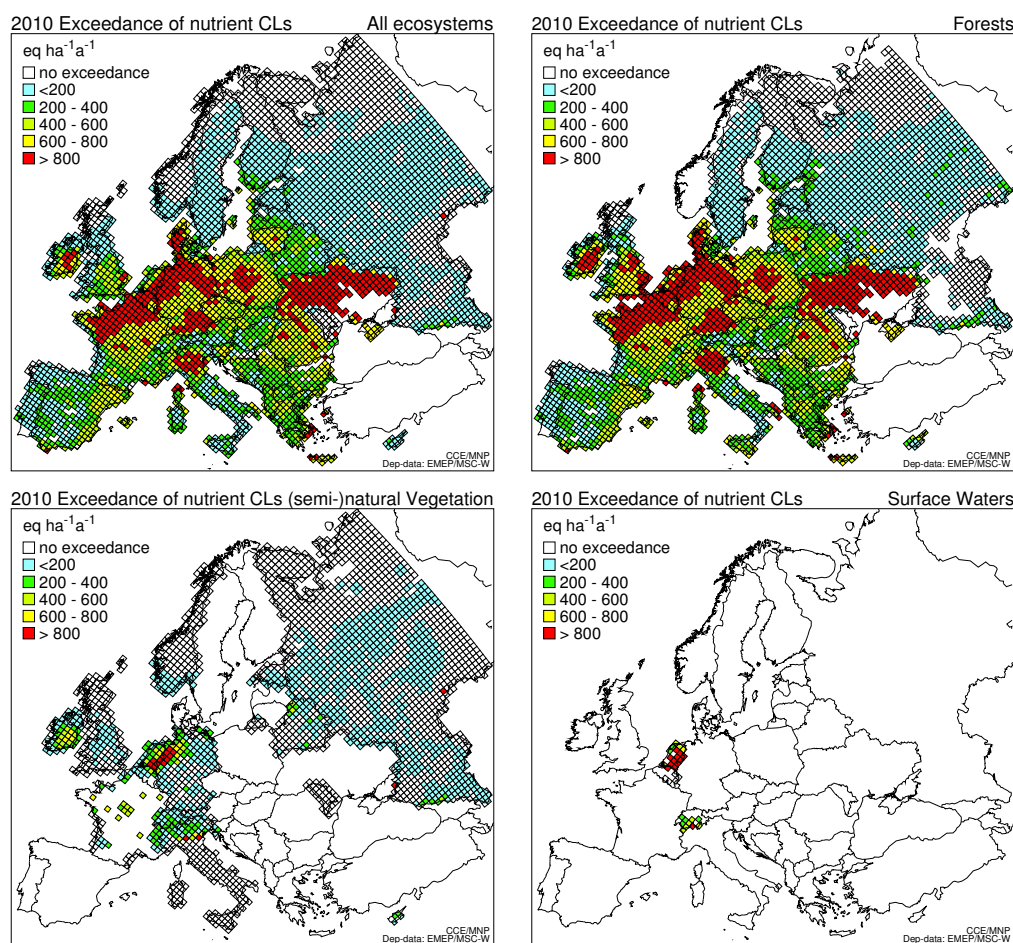 2010 Exceedance of nutrient CLs All ecosystems
eq ha⁻¹a⁻¹
no exceedance
<200
200 - 400
400 - 600
600 - 800
> 800
CCE/MNP
Dep-data: EMEP/MSC-W
2010 Exceedance of nutrient CLs Forests
eq ha⁻¹a⁻¹
no exceedance
<200
200 - 400
400 - 600
600 - 800
> 800
CCE/MNP
Dep-data: EMEP/MSC-W
2010 Exceedance of nutrient CLs (semi-)natural Vegetation
eq ha⁻¹a⁻¹
no exceedance
<200
200 - 400
400 - 600
600 - 800
> 800
CCE/MNP
Dep-data: EMEP/MSC-W
2010 Exceedance of nutrient CLs Surface Waters
eq ha⁻¹a⁻¹
no exceedance
<200
200 - 400
400 - 600
600 - 800
> 800
CCE/MNP
Dep-data: EMEP/MSC-W